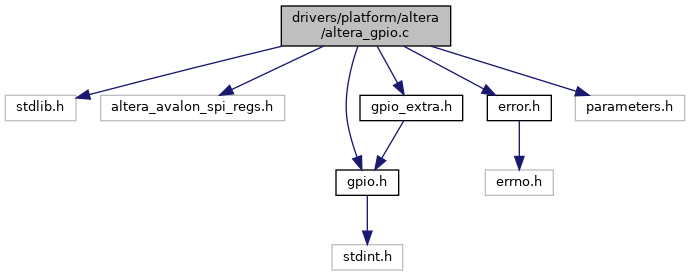 drivers/platform/altera
/altera_gpio.c
stdlib.h
altera_avalon_spi_regs.h
gpio_extra.h
error.h
parameters.h
gpio.h
errno.h
stdint.h